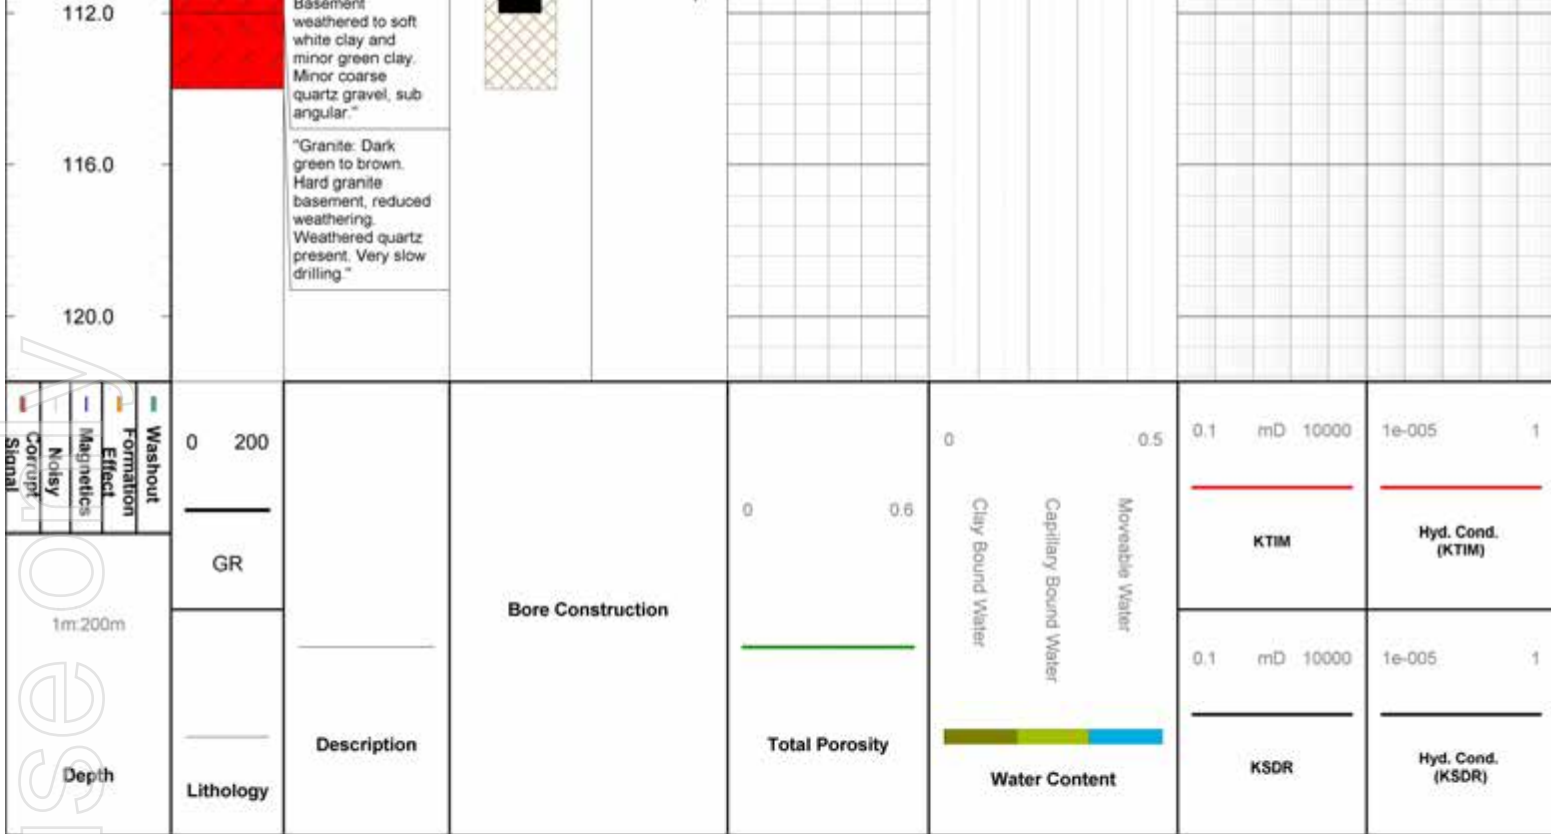 112.0
116.0
120.0
Basement
weathered to soft
white clay and
minor green clay.
Minor coarse
quartz gravel, sub
angular."
"Granite: Dark
green to brown.
Hard granite
basement, reduced
weathering.
Weathered quartz
present. Very slow
drilling."
Corrupt
Signal
Noisy
Magnetics
Formation
Effect
Washout
1m:200m
Depth
0 200
GR
Lithology
Description
Bore Construction
0 0.6
Total Porosity
0 0.5
Clay Bound Water
Capillary Bound Water
Moveable Water
Water Content
0.1 mD 10000
KTIM
0.1 mD 10000
KSDR
1e-005 1
Hyd. Cond.
(KTIM)
1e-005 1
Hyd. Cond.
(KSDR)
use only